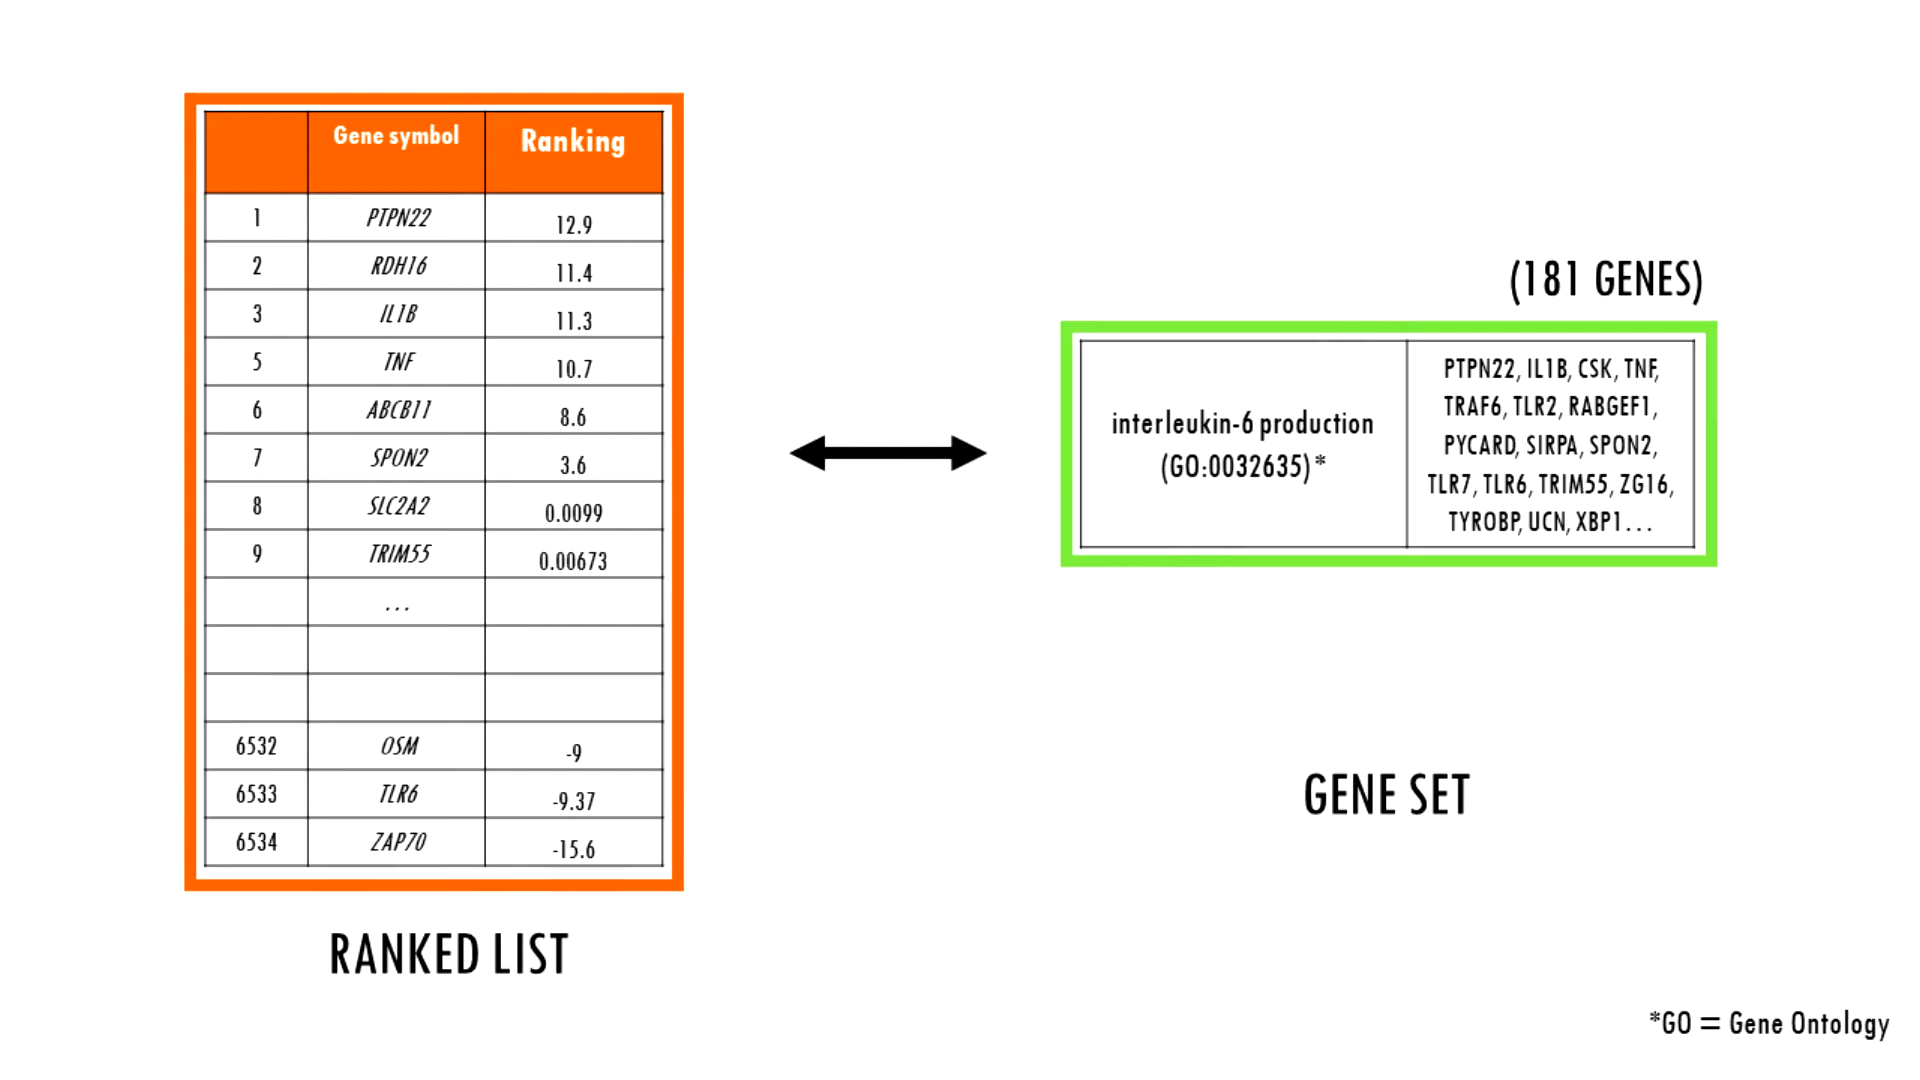 Gene symbol Ranking
1 PTPN22 12.9
2 RDH16 11.4
3 IL1B 11.3
5 TNF 10.7
6 ABCB11 8.6
7 SPON2 3.6
8 SLC2A2 0.0099
9 TRIM55 0.00673
...
6532 OSM -9
6533 TLR6 -9.37
6534 ZAP70 -15.6
RANKED LIST
(181 GENES)
interleukin-6 production
(GO:0032635)*
PTPN22, IL1B, CSK, TNF,
TRAF6, TLR2, RABGEF1,
PYCARD, SIRPA, SPON2,
TLR7, TLR6, TRIM55, ZG16,
TYROBP, UCN, XBP1...
GENE SET
*GO = Gene Ontology